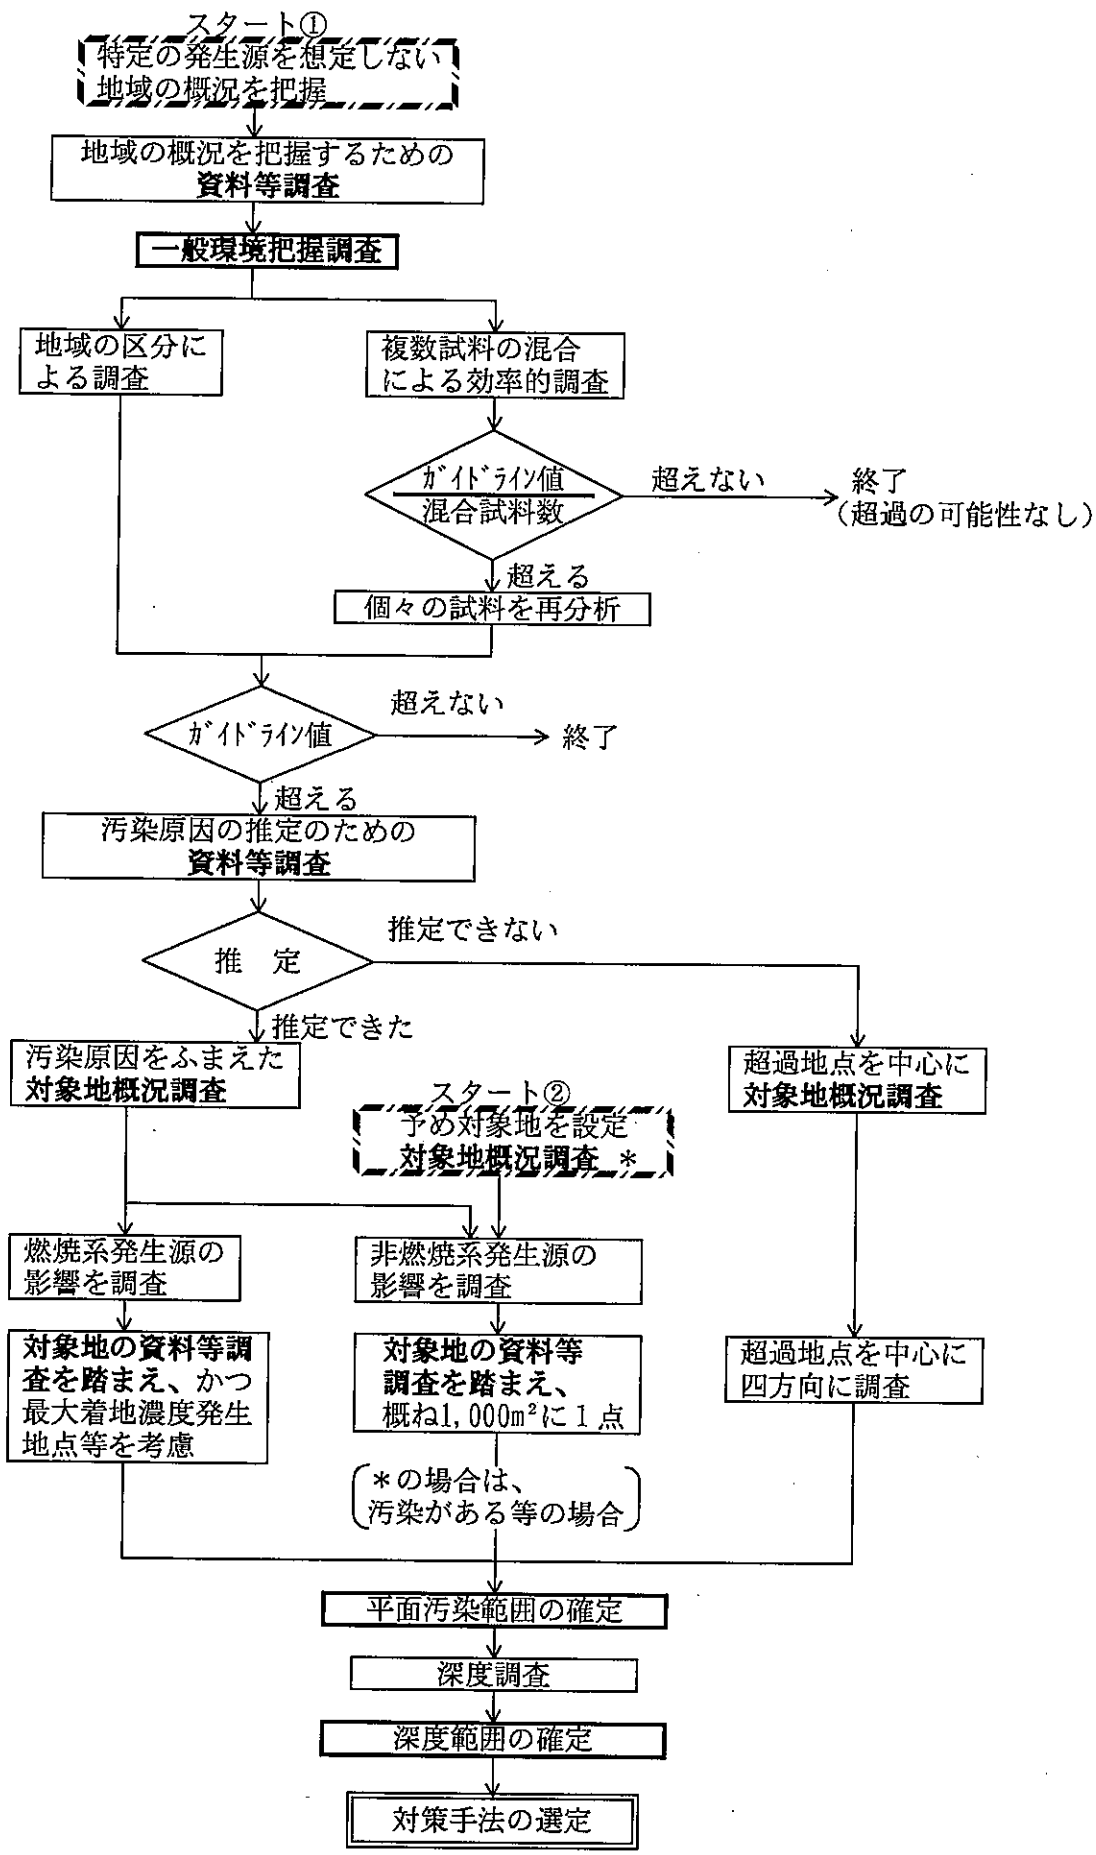 スタート①
特定の発生源を想定しない
地域の概況を把握
地域の概況を把握するための
資料等調査
一般環境把握調査
地域の区分に
よる調査
複数試料の混合
による効率的調査
ガイドライン値
混合試料数
超えない
終了
(超過の可能性なし)
超える
個々の試料を再分析
ガイドライン値
超えない
終了
超える
汚染原因の推定のための
資料等調査
推 定
推定できない
推定できた
汚染原因をふまえた
対象地概況調査
超過地点を中心に
対象地概況調査
スタート②
予め対象地を設定
対象地概況調査 *
燃焼系発生源の
影響を調査
非燃焼系発生源の
影響を調査
対象地の資料等調
査を踏まえ、かつ
最大着地濃度発生
地点等を考慮
対象地の資料等
調査を踏まえ、
概ね1,000m²に1点
超過地点を中心に
四方向に調査
*の場合は、
汚染がある等の場合
平面汚染範囲の確定
深度調査
深度範囲の確定
対策手法の選定